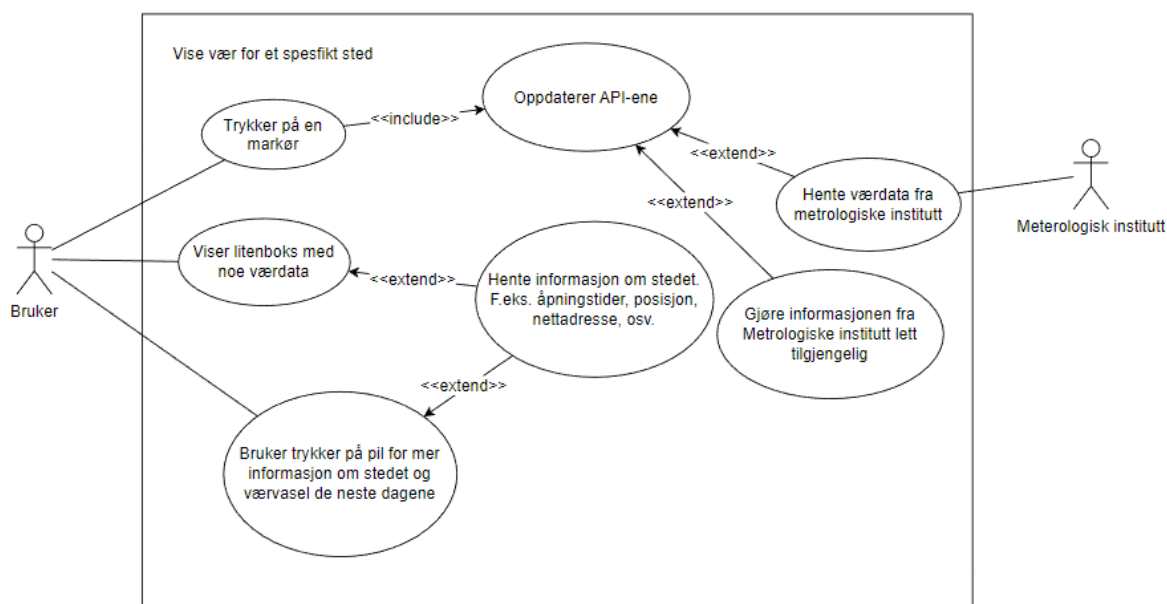 Vise vær for et spesfikt sted
Oppdaterer API-ene
<<include>>
Trykker på en
markør
<<extend>>
Hente værdata fra
metrologiske institutt
Meterologisk institutt
<<extend>>
Viser litenboks med
noe værdata
<<extend>>
Hente informasjon om stedet.
F.eks. åpningstider, posisjon,
nettadresse, osv.
Bruker
Gjøre informasjonen fra
Metrologiske institutt lett
tilgjengelig
<<extend>>
Bruker trykker på pil for mer
informasjon om stedet og
værvasel de neste dagene